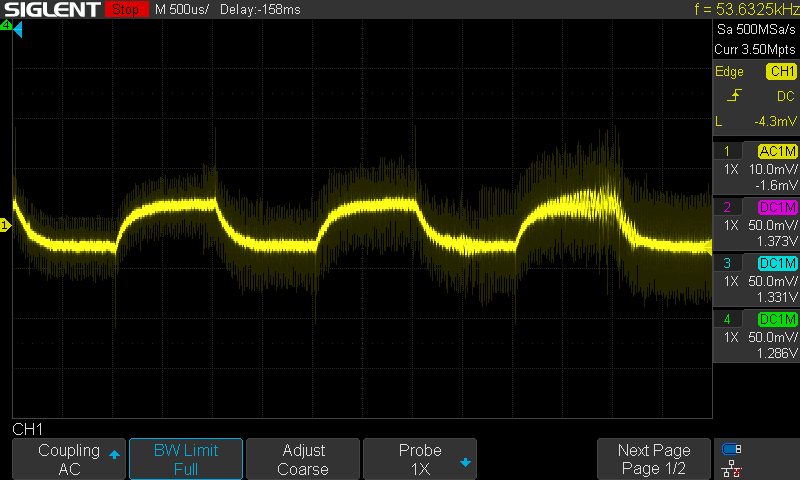 SIGLENT Stop M 500us/ Delay:-158ms f = 53.6325kHz
Sa 500MSa/s
Curr 3.50Mpts
Edge CH1
DC
L -4.3mV
1 AC1M
1X 10.0mV/
-1.6mV
2 DC1M
1X 50.0mV/
1.373V
3 DC1M
1X 50.0mV/
1.331V
4 DC1M
1X 50.0mV/
1.286V
4
1
CH1
Coupling
AC
BW Limit
Full
Adjust
Coarse
Probe
1X
Next Page
Page 1/2